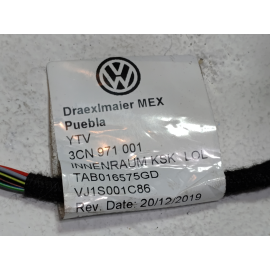 Draexlmaier MEX
Puebla
YTV
3CN 971 001
INNENRAUM KSK LOL
TAB016575GD
VJ1S001C86
Rev. Date: 20/12/2019